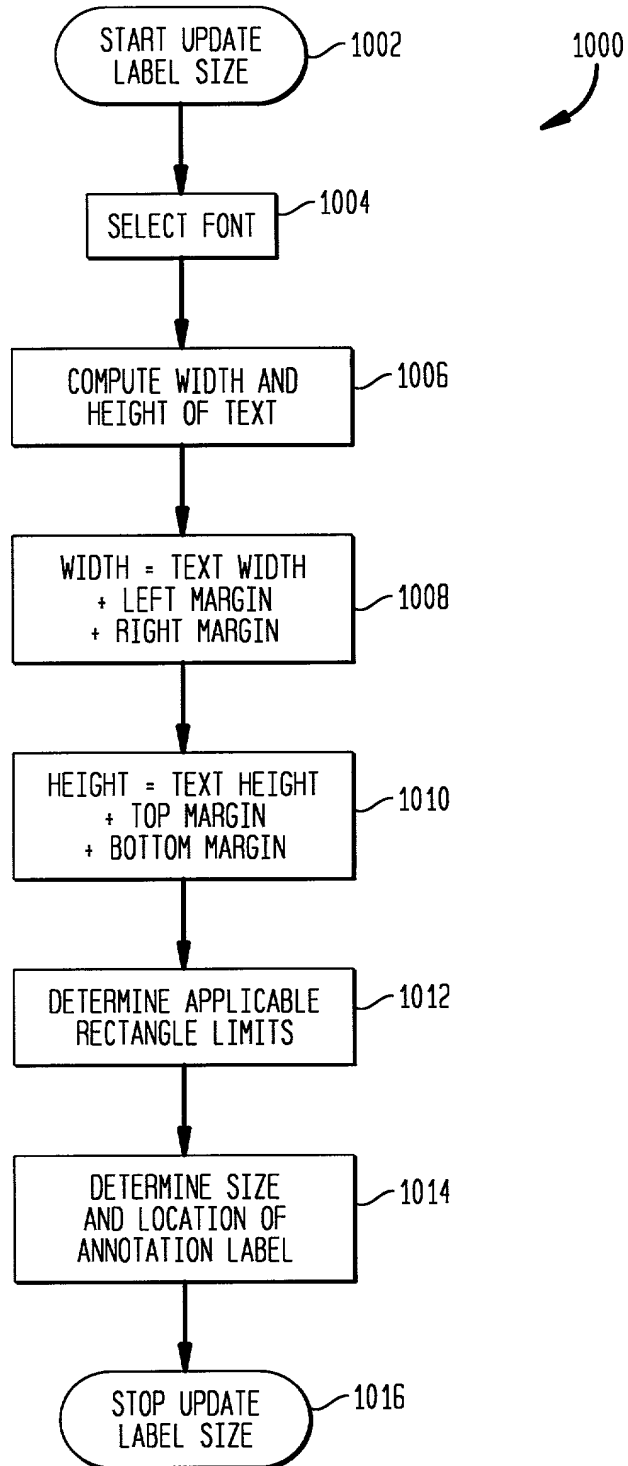 START UPDATE
LABEL SIZE
1002
1000
SELECT FONT
1004
COMPUTE WIDTH AND
HEIGHT OF TEXT
1006
WIDTH = TEXT WIDTH
+ LEFT MARGIN
+ RIGHT MARGIN
1008
HEIGHT = TEXT HEIGHT
+ TOP MARGIN
+ BOTTOM MARGIN
1010
DETERMINE APPLICABLE
RECTANGLE LIMITS
1012
DETERMINE SIZE
AND LOCATION OF
ANNOTATION LABEL
1014
STOP UPDATE
LABEL SIZE
1016